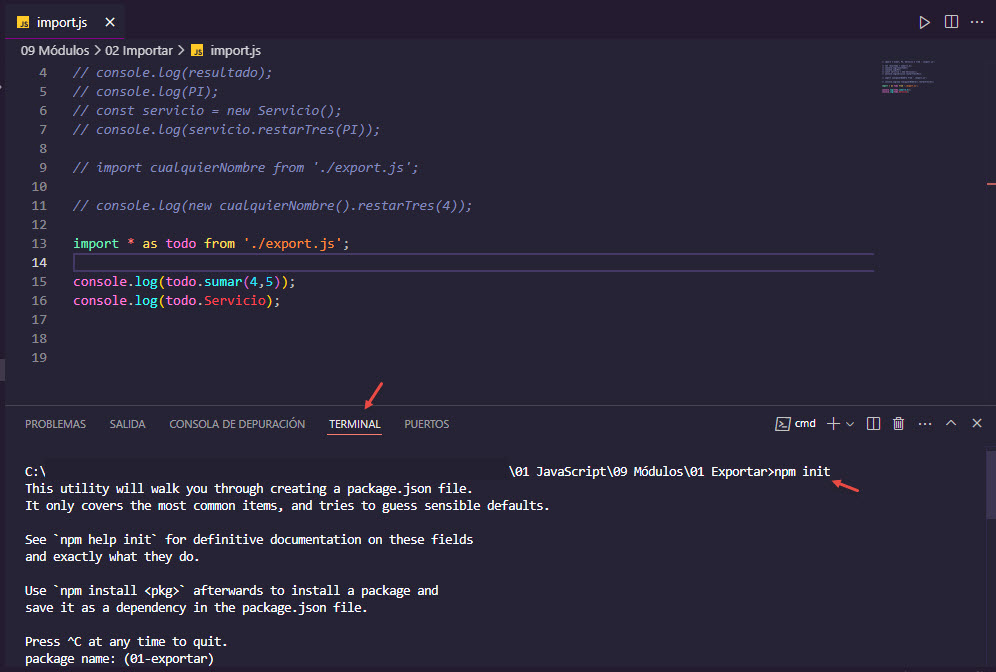 JS import.js
09 Módulos > 02 Importar > JS import.js
4 // console.log(resultado);
5 // console.log(PI);
6 // const servicio = new Servicio();
7 // console.log(servicio.restarTres(PI));
8
9 // import cualquierNombre from './export.js';
10
11 // console.log(new cualquierNombre().restarTres(4));
12
13 import * as todo from './export.js';
14
15 console.log(todo.sumar(4,5));
16 console.log(todo.Servicio);
17
18
19
PROBLEMAS SALIDA CONSOLA DE DEPURACIÓN TERMINAL PUERTOS cmd
C:\ \01 JavaScript\09 Módulos\01 Exportar>npm init
This utility will walk you through creating a package.json file.
It only covers the most common items, and tries to guess sensible defaults.
See `npm help init` for definitive documentation on these fields
and exactly what they do.
Use `npm install <pkg>` afterwards to install a package and
save it as a dependency in the package.json file.
Press ^C at any time to quit.
package name: (01-exportar)